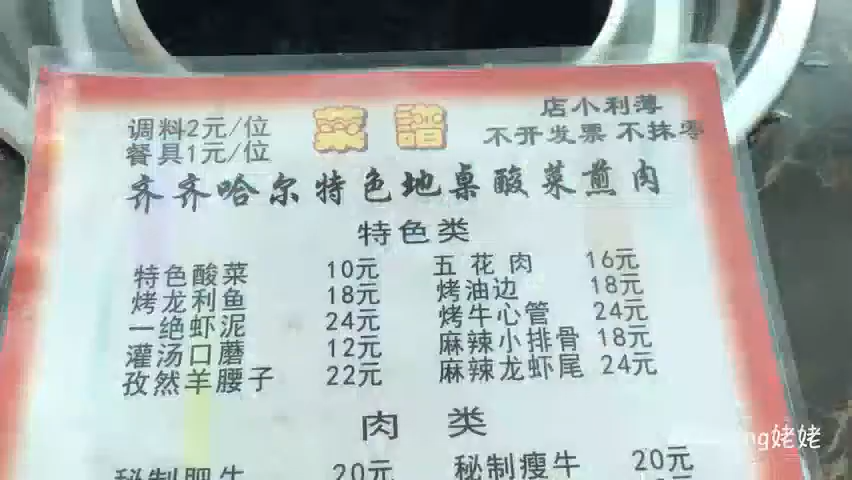 调料2元/位
餐具1元/位
菜谱
店小利薄
不开发票 不抹零
齐齐哈尔特色地桌酸菜煎肉
特色类
特色酸菜 10元 五花肉 16元
烤龙利鱼 18元 烤油边 18元
一绝虾泥 24元 烤牛心管 24元
灌汤口蘑 12元 麻辣小排骨 18元
孜然羊腰子 22元 麻辣龙虾尾 24元
肉类
秘制肥牛 20元 秘制瘦牛 20元
ng姥姥